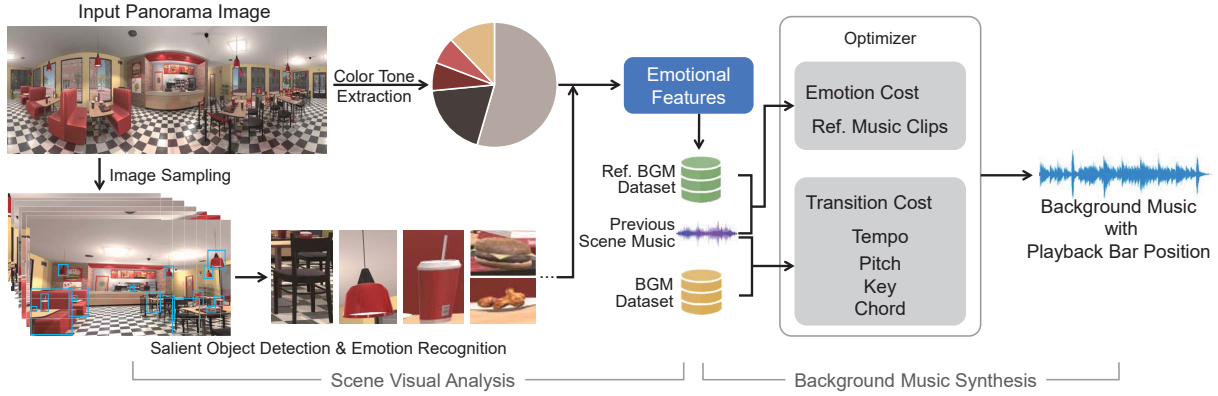 Input Panorama Image
Color Tone
Extraction
Image Sampling
Salient Object Detection & Emotion Recognition
Scene Visual Analysis
Emotional
Features
Ref. BGM
Dataset
Previous
Scene Music
BGM
Dataset
Optimizer
Emotion Cost
Ref. Music Clips
Transition Cost
Tempo
Pitch
Key
Chord
Background Music
with
Playback Bar Position
Background Music Synthesis